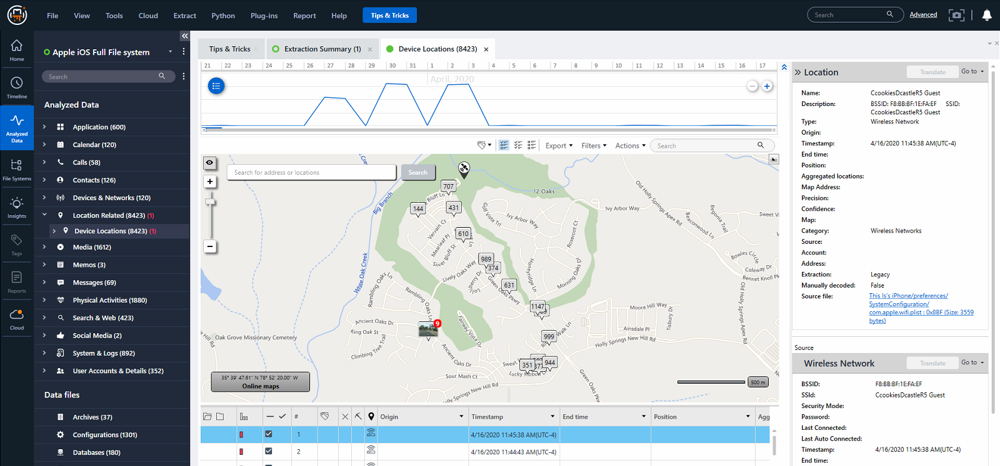 File View Tools Cloud Extract Python Plug-ins Report Help Tips & Tricks Search Advanced
Home
Timeline
Analyzed
Data
File Systems
Insights
Tags
Reports
Cloud
Apple iOS Full File system
Search
Analyzed Data
Application (600)
Calendar (120)
Calls (58)
Contacts (126)
Devices & Networks (120)
Location Related (8423) (1)
Device Locations (8423) (1)
Media (1612)
Memos (3)
Messages (69)
Physical Activities (1880)
Search & Web (423)
Social Media (2)
System & Logs (892)
User Accounts & Details (352)
Data files
Archives (37)
Configurations (1301)
Databases (180)
Tips & Tricks Extraction Summary (1) Device Locations (8423)
21 22 23 24 25 26 27 28 29 30 31 1 2 3 4 5 6 7 8 9 10 11 12 13 14 15 16 17
April, 2020
Export Filters Actions Search
Search for address or locations Search
707
144
431
610
989
374
631
1147
999
351
944
9
Big Branch
Bluff Ln
12 Oaks
Golf Vista Trl
Ivy Arbor Way
Ivy Arbor Way
Old Holly Springs Apex Rd
Beaconwood Ln
Begonia Trail
Sweet Vi
Vervain Ct
Mearleaf Pl
Silver Bluff St
Roseroot Ct
White Oak Creek
Lively Oaks Way
Honeyridge
Morning Oaks Dr
Green Oaks Pkwy
Bowles Circle
Coleway Dr
Bennet Knoll Pk
Rambling Oaks Ln
Rambling Oaks Ln
Fairway Vista Dr
Ancient Oaks Dr
King Oak St
Climbing Tree Trail
Oak Grove Missionary Cemetery
Hill Rd
Ancient Oaks Dr
Walk Ln
Moore Hill Way
Ainsdale Pl
Tisbury Dr
Old Holly Springs Apex Rd
Holly Springs New Hill Rd
Sour Mash Ct
Lucky Ribbon
Holly Springs New Hill Rd
Green Oaks Pkwy
35° 39' 47.61" N 78° 52' 20.00" W
Online maps
500 m
# Origin Timestamp End time Position Agg
1 4/16/2020 11:45:38 AM(UTC-4)
2 4/16/2020 11:44:43 AM(UTC-4)
Location Translate Go to
Name: CcookiesDcastleR5 Guest
Description: BSSID: F8:BB:BF:1E:FA:EF SSID:
CcookiesDcastleR5 Guest
Type: Wireless Network
Origin:
Timestamp: 4/16/2020 11:45:38 AM(UTC-4)
End time:
Position:
Aggregated locations:
Map Address:
Precision:
Confidence:
Map:
Category: Wireless Networks
Source:
Account:
Address:
Extraction: Legacy
Manually decoded: False
Source file: This Is's iPhone/preferences/
SystemConfiguration/
com.apple.wifi.plist : 0x8BF (Size: 3559
bytes)
Source
Wireless Network Translate Go to
BSSID: F8:BB:BF:1E:FA:EF
SSId: CcookiesDcastleR5 Guest
Security Mode:
Password:
Last Connected:
Last Auto Connected:
Timestamp: 4/16/2020 11:45:38 AM(UTC-4)
End time: